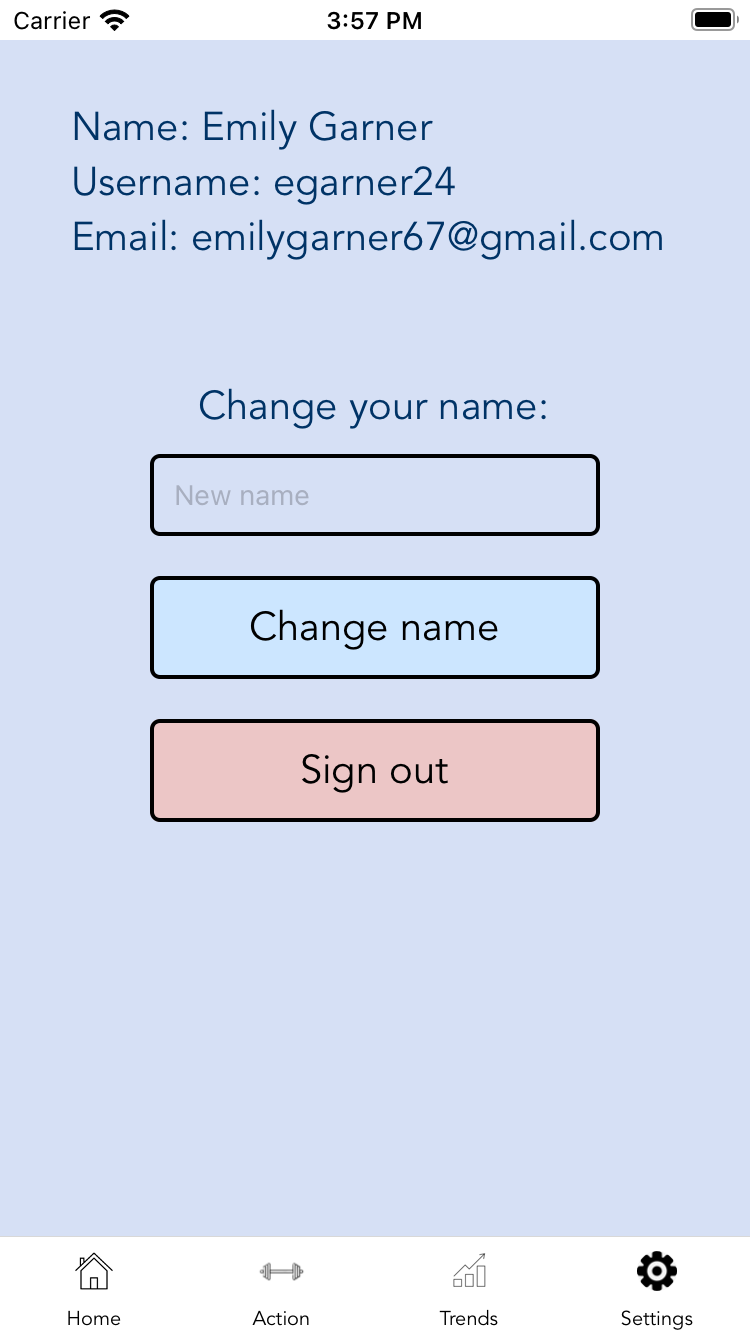 Carrier 3:57 PM
Name: Emily Garner
Username: egarner24
Email: emilygarner67@gmail.com
Change your name:
New name
Change name
Sign out
Home Action Trends Settings